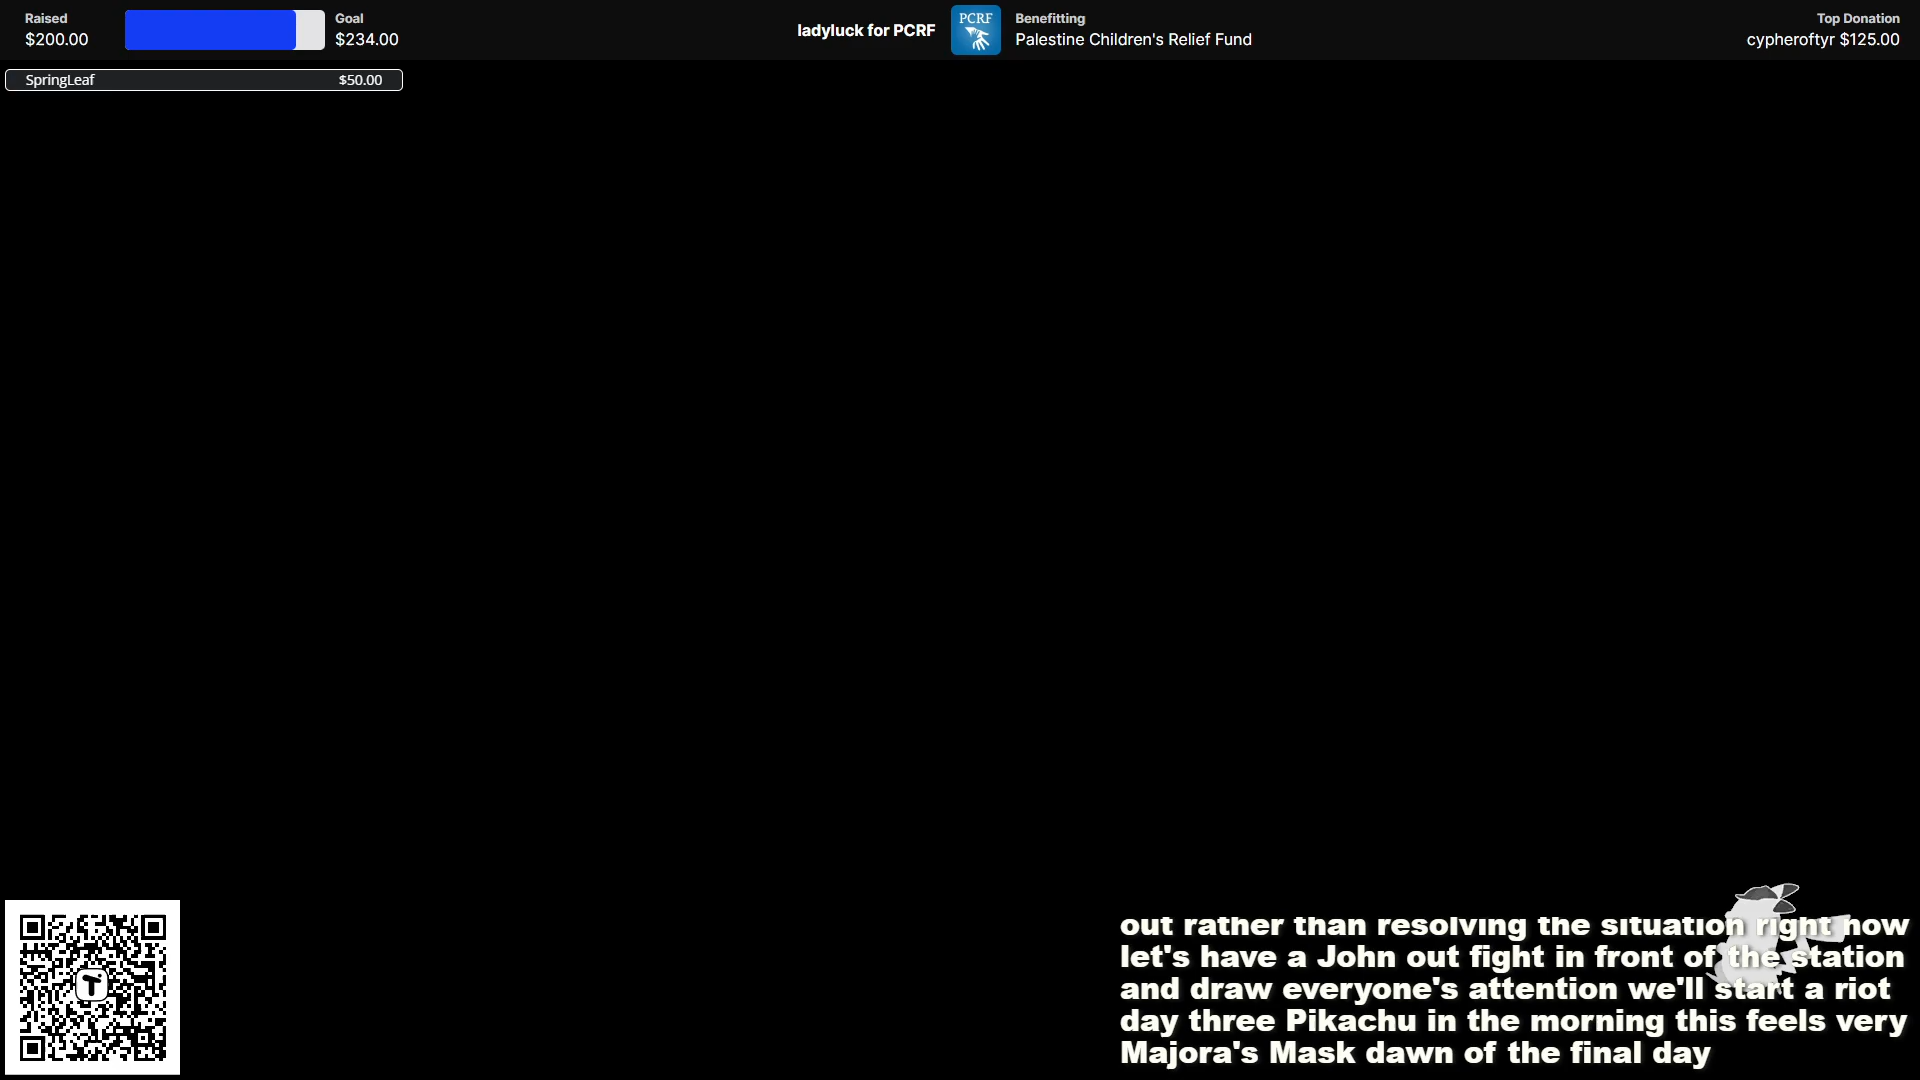 Raised
$200.00
Goal
$234.00
ladyluck for PCRF
PCRF
Benefitting
Palestine Children's Relief Fund
Top Donation
cypheroftyr $125.00
SpringLeaf $50.00
out rather than resolving the situation right now
let's have a John out fight in front of the station
and draw everyone's attention we'll start a riot
day three Pikachu in the morning this feels very
Majora's Mask dawn of the final day